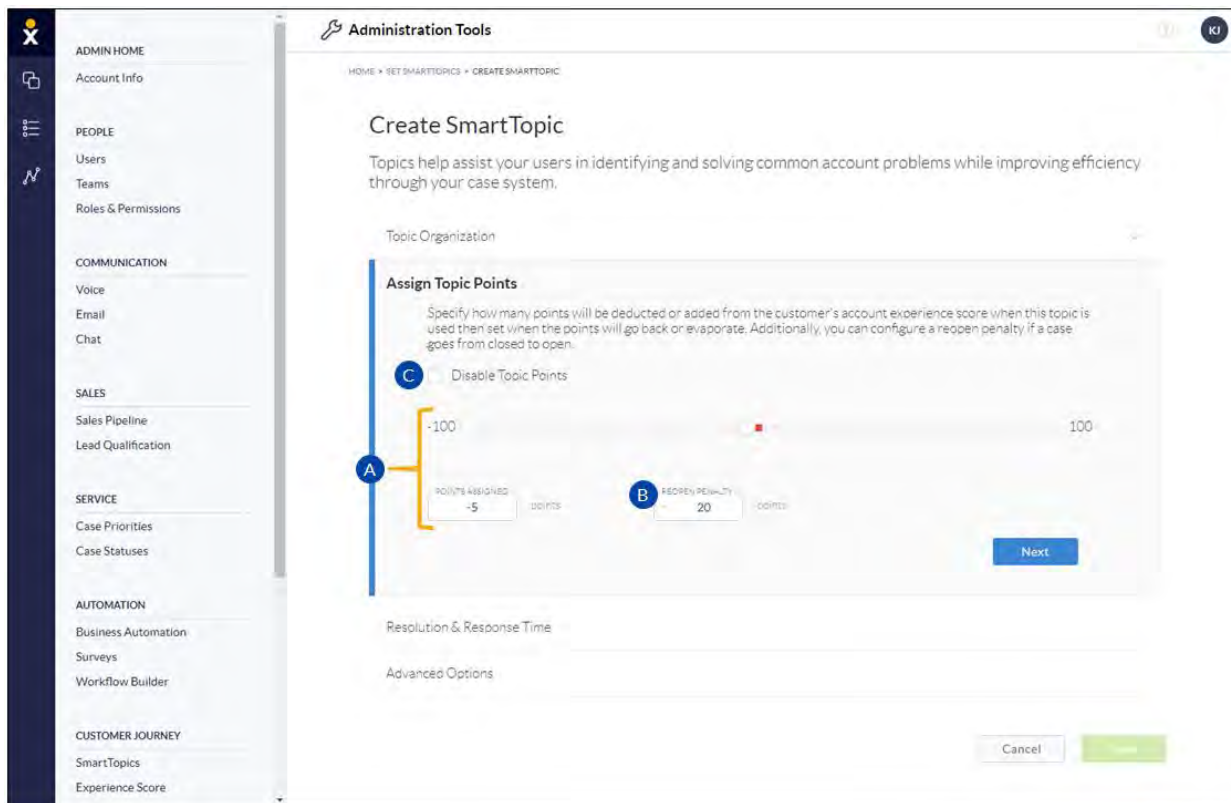 Administration Tools
KJ
ADMIN HOME
Account Info
PEOPLE
Users
Teams
Roles & Permissions
COMMUNICATION
Voice
Email
Chat
SALES
Sales Pipeline
Lead Qualification
SERVICE
Case Priorities
Case Statuses
AUTOMATION
Business Automation
Surveys
Workflow Builder
CUSTOMER JOURNEY
SmartTopics
Experience Score
HOME • SET SMARTTOPICS • CREATE SMARTTOPIC
Create SmartTopic
Topics help assist your users in identifying and solving common account problems while improving efficiency
through your case system.
Topic Organization
Assign Topic Points
Specify how many points will be deducted or added from the customer's account experience score when this topic is
used then set when the points will go back or evaporate. Additionally, you can configure a reopen penalty if a case
goes from closed to open.
C Disable Topic Points
-100 100
A
POINTS ASSIGNED
-5 points
B
REOPEN PENALTY
- 20 points
Next
Resolution & Response Time
Advanced Options
Cancel